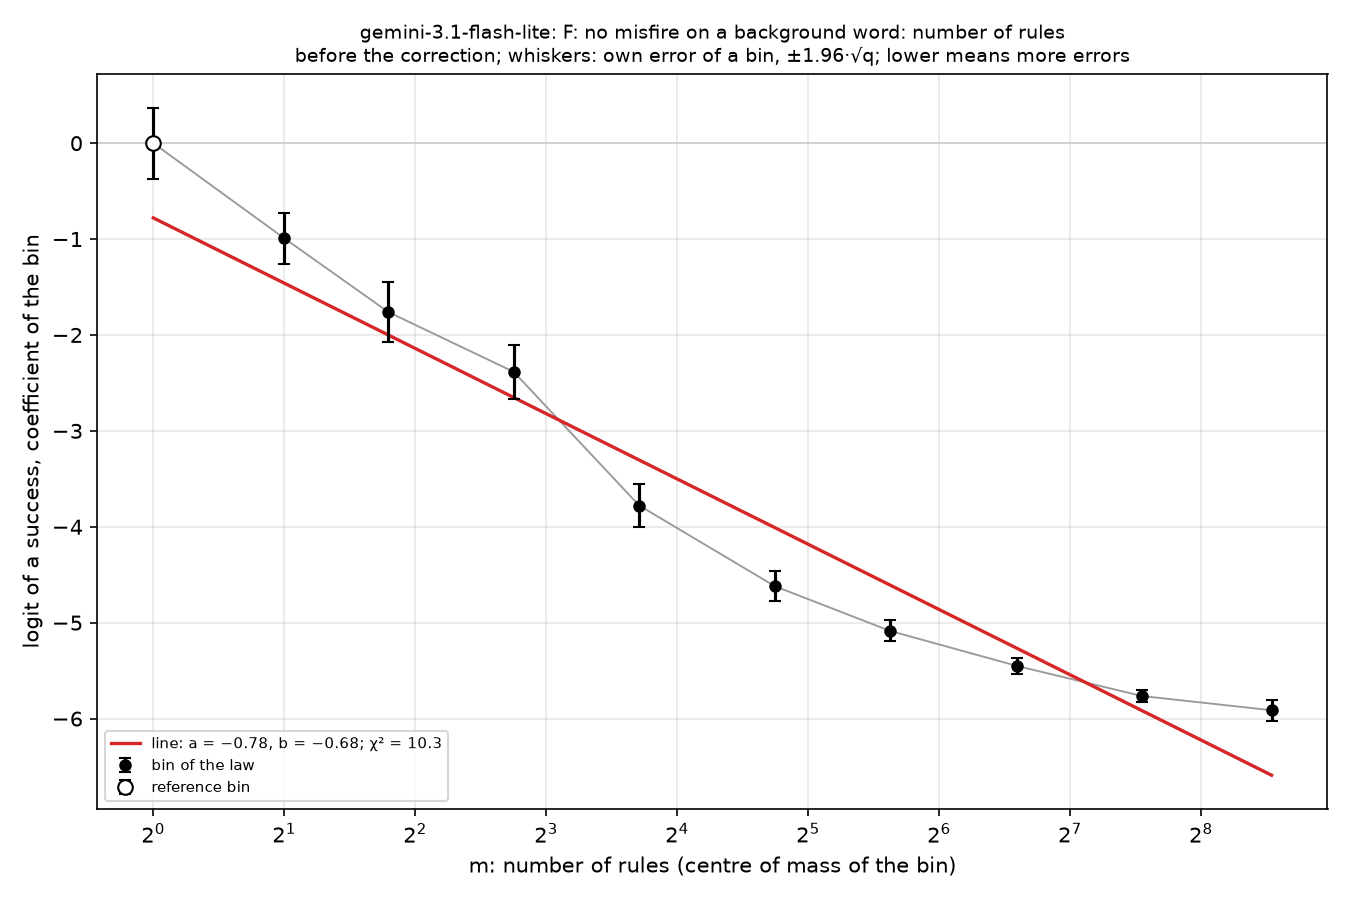 gemini-3.1-flash-lite: F: no misfire on a background word: number of rules
before the correction; whiskers: own error of a bin, ±1.96·√q; lower means more errors
logit of a success, coefficient of the bin
0
−1
−2
−3
−4
−5
−6
line: a = −0.78, b = −0.68; χ² = 10.3
bin of the law
reference bin
2⁰ 2¹ 2² 2³ 2⁴ 2⁵ 2⁶ 2⁷ 2⁸
m: number of rules (centre of mass of the bin)